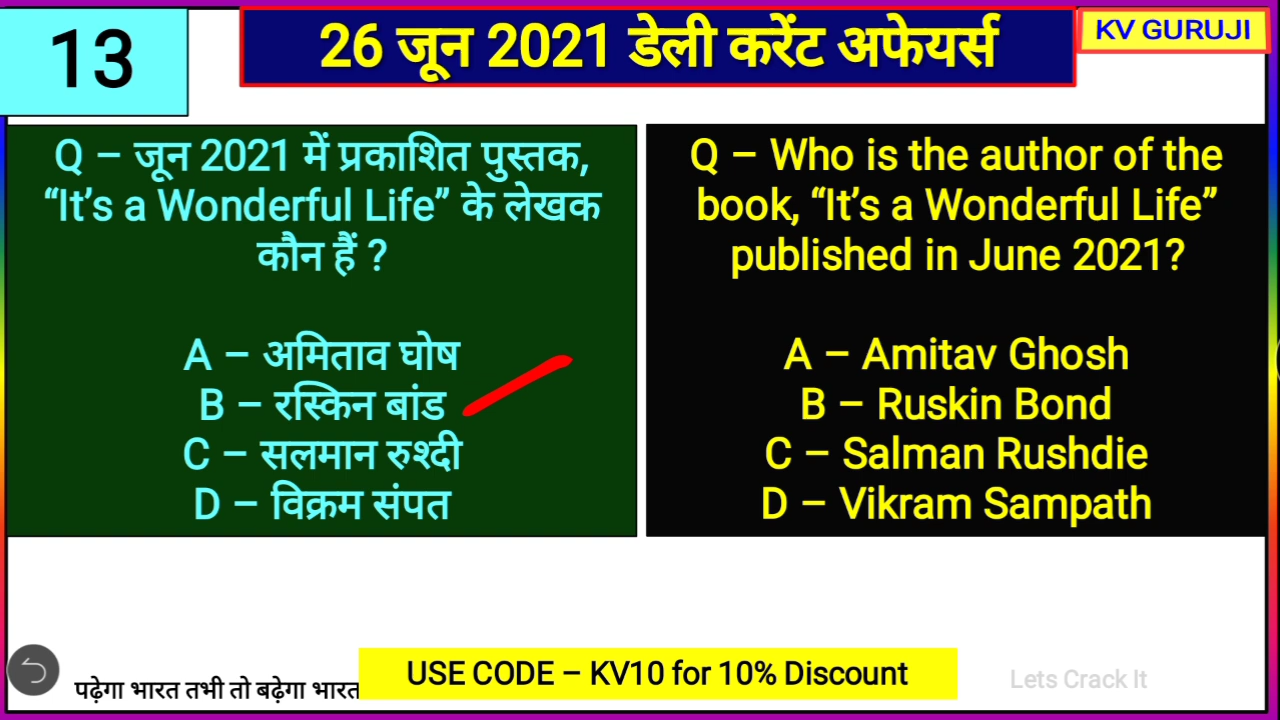 13
26 जून 2021 डेली करेंट अफेयर्स
KV GURUJI
Q – जून 2021 में प्रकाशित पुस्तक,
“It’s a Wonderful Life” के लेखक
कौन हैं ?
A – अमिताव घोष
B – रस्किन बांड
C – सलमान रुश्दी
D – विक्रम संपत
Q – Who is the author of the
book, “It’s a Wonderful Life”
published in June 2021?
A – Amitav Ghosh
B – Ruskin Bond
C – Salman Rushdie
D – Vikram Sampath
पढ़ेगा भारत तभी तो बढ़ेगा भारत
USE CODE – KV10 for 10% Discount
Lets Crack It